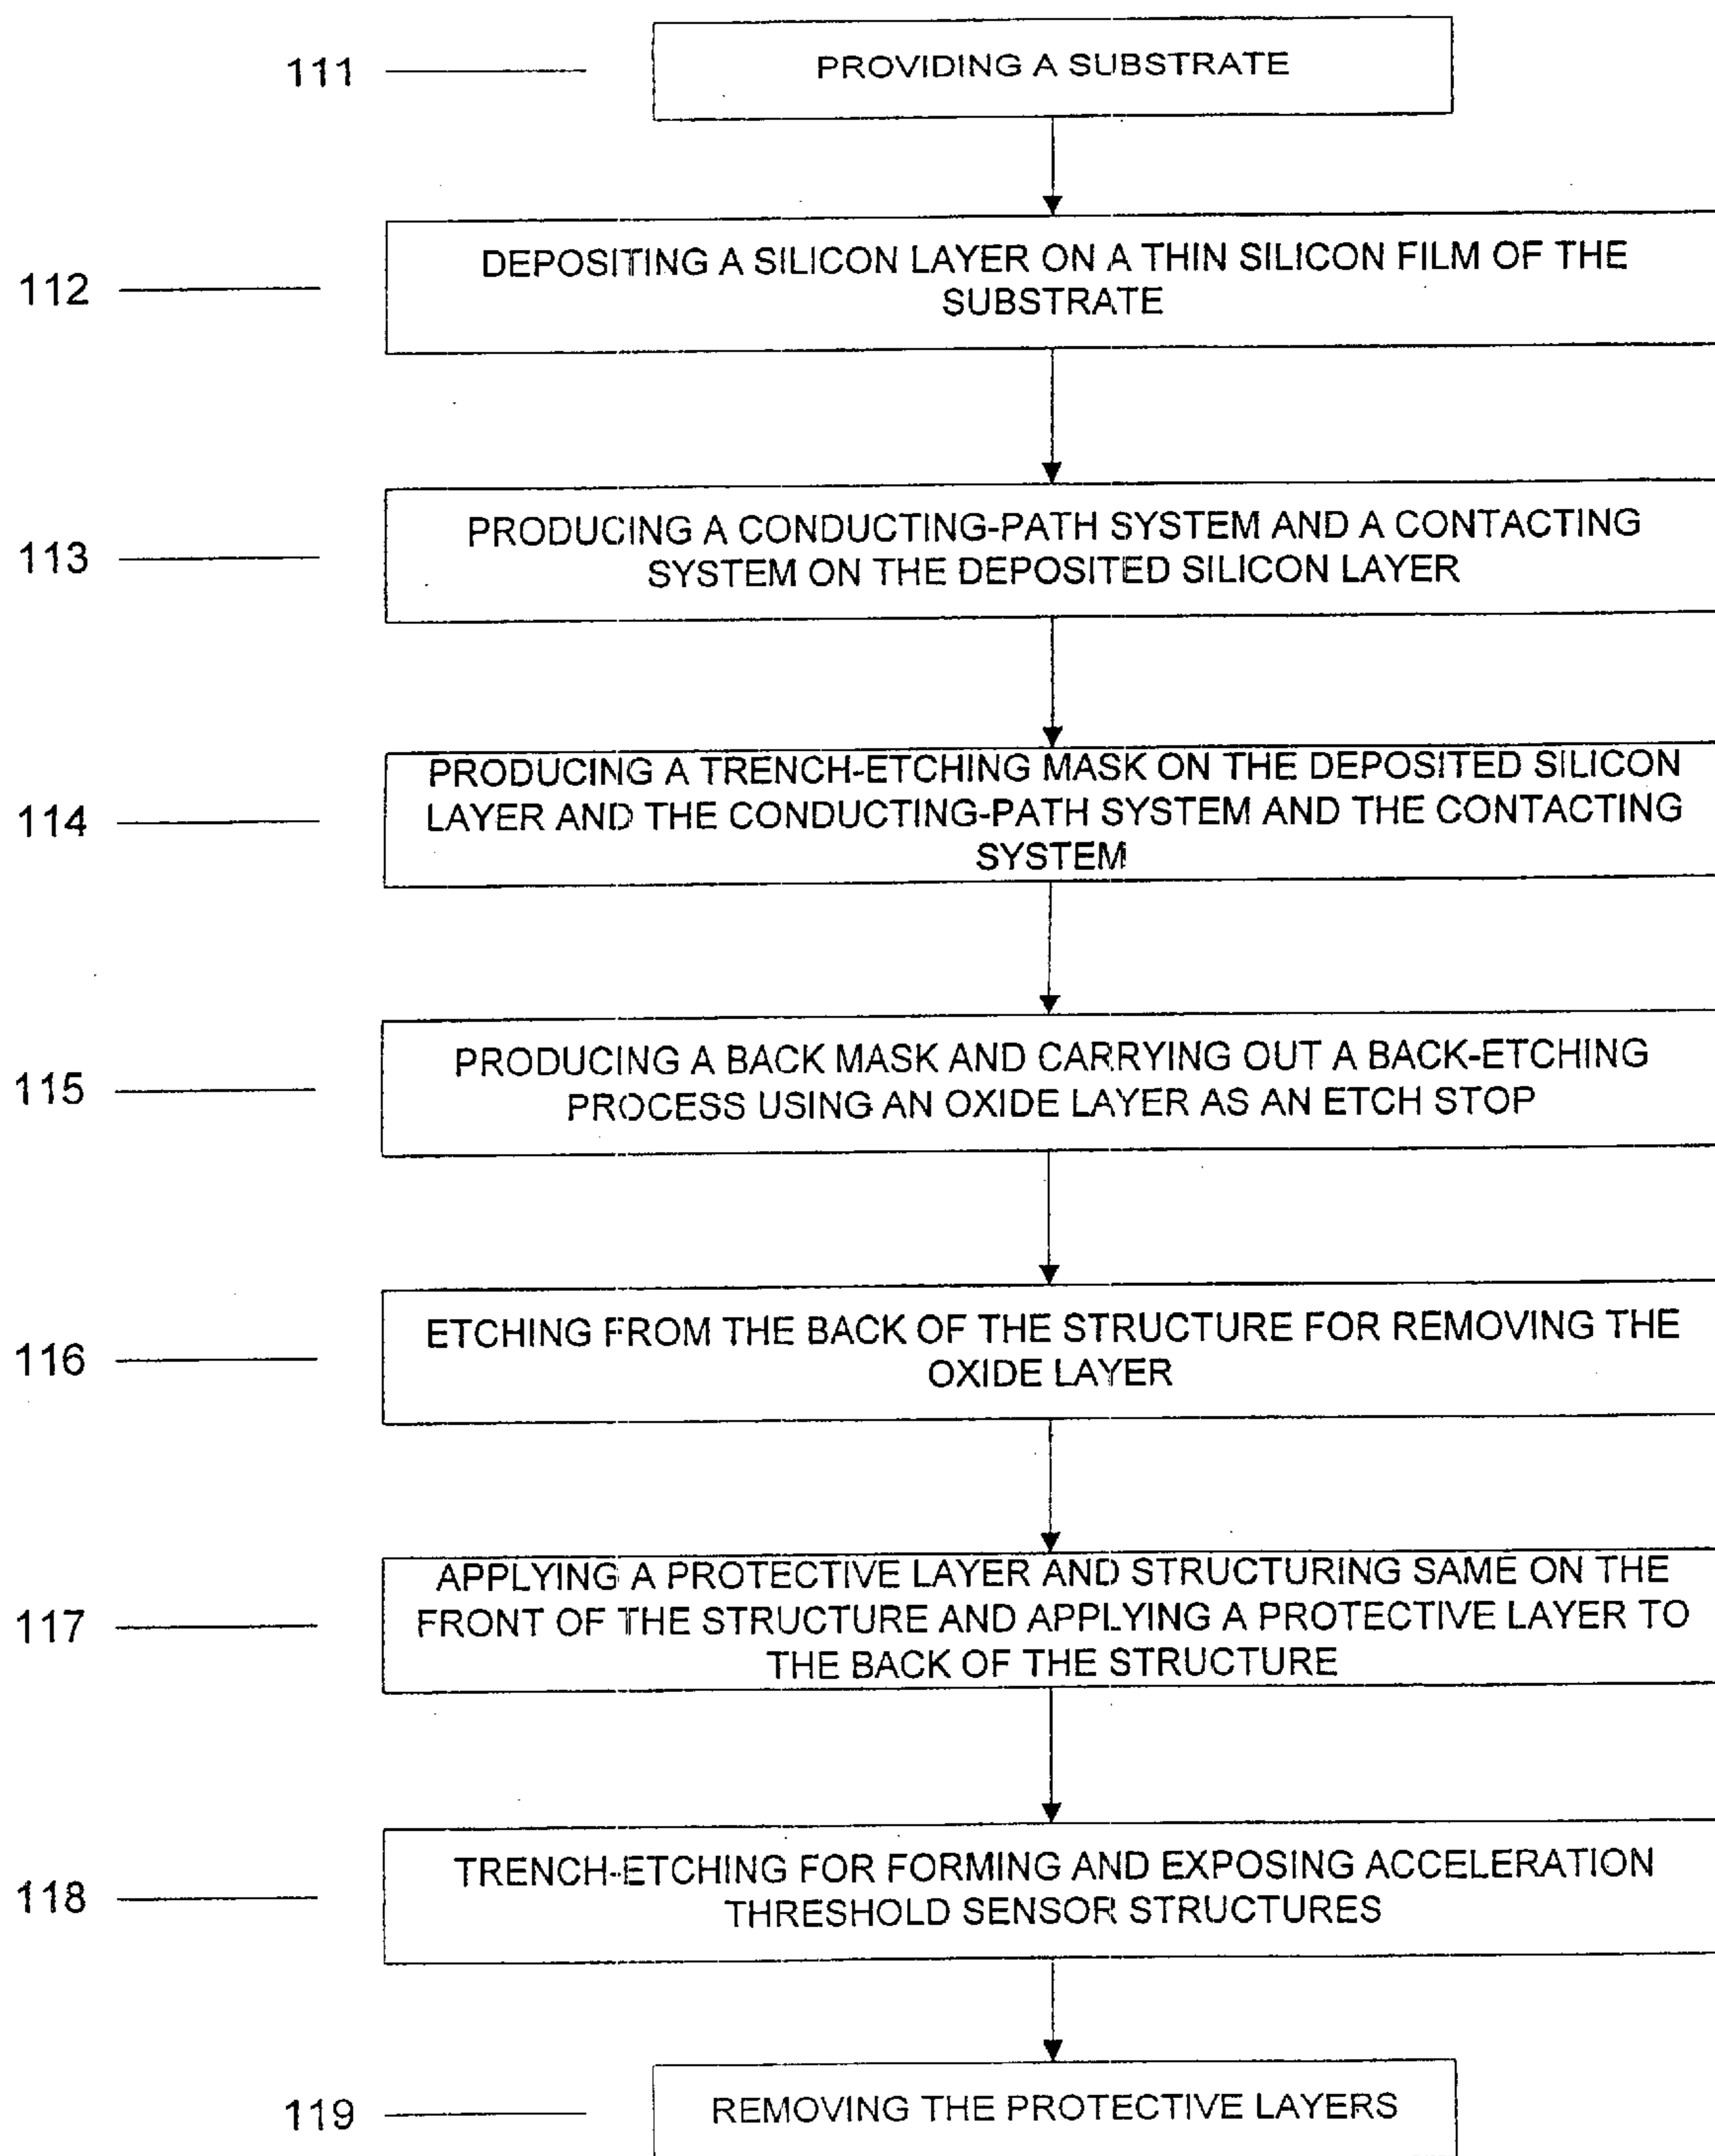 111
PROVIDING A SUBSTRATE
112
DEPOSITING A SILICON LAYER ON A THIN SILICON FILM OF THE
SUBSTRATE
113
PRODUCING A CONDUCTING-PATH SYSTEM AND A CONTACTING
SYSTEM ON THE DEPOSITED SILICON LAYER
114
PRODUCING A TRENCH-ETCHING MASK ON THE DEPOSITED SILICON
LAYER AND THE CONDUCTING-PATH SYSTEM AND THE CONTACTING
SYSTEM
115
PRODUCING A BACK MASK AND CARRYING OUT A BACK-ETCHING
PROCESS USING AN OXIDE LAYER AS AN ETCH STOP
116
ETCHING FROM THE BACK OF THE STRUCTURE FOR REMOVING THE
OXIDE LAYER
117
APPLYING A PROTECTIVE LAYER AND STRUCTURING SAME ON THE
FRONT OF THE STRUCTURE AND APPLYING A PROTECTIVE LAYER TO
THE BACK OF THE STRUCTURE
118
TRENCH-ETCHING FOR FORMING AND EXPOSING ACCELERATION
THRESHOLD SENSOR STRUCTURES
119
REMOVING THE PROTECTIVE LAYERS